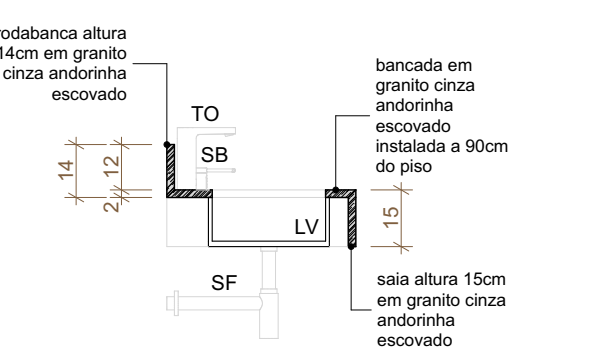 rodabanca altura
14cm em granito
cinza andorinha
escovado
bancada em
granito cinza
andorinha
escovado
instalada a 90cm
do piso
TO
SB
14
12
2
15
LV
SF
saia altura 15cm
em granito cinza
andorinha
escovado